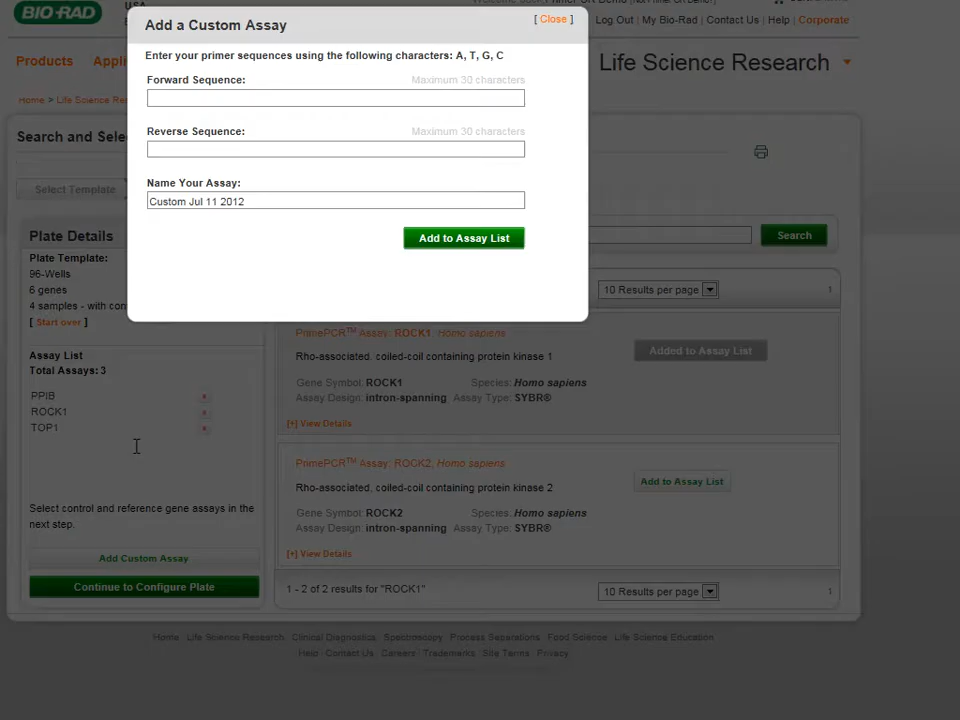 BIO-RAD
USA
Log Out | My Bio-Rad | Contact Us | Help | Corporate
Products
Life Science Research
Home > Life Science Res
Add a Custom Assay
[ Close ]
Enter your primer sequences using the following characters: A, T, G, C
Forward Sequence:
Maximum 30 characters
Reverse Sequence:
Maximum 30 characters
Name Your Assay:
Custom Jul 11 2012
Add to Assay List
Search and Sele
Select Template
Plate Details
Plate Template:
96-Wells
6 genes
4 samples - with con
[ Start over ]
Assay List
Total Assays: 3
PPIB
x
ROCK1
x
TOP1
x
Select control and reference gene assays in the
next step.
Add Custom Assay
Continue to Configure Plate
Search
10 Results per page
1
PrimePCR™ Assay: ROCK1, Homo sapiens
Rho-associated, coiled-coil containing protein kinase 1
Added to Assay List
Gene Symbol: ROCK1 Species: Homo sapiens
Assay Design: intron-spanning Assay Type: SYBR®
[+] View Details
PrimePCR™ Assay: ROCK2, Homo sapiens
Rho-associated, coiled-coil containing protein kinase 2
Add to Assay List
Gene Symbol: ROCK2 Species: Homo sapiens
Assay Design: intron-spanning Assay Type: SYBR®
[+] View Details
1 - 2 of 2 results for "ROCK1"
10 Results per page
1
Home Life Science Research Clinical Diagnostics Spectroscopy Process Separations Food Science Life Science Education
Help Contact Us Careers Trademarks Site Terms Privacy